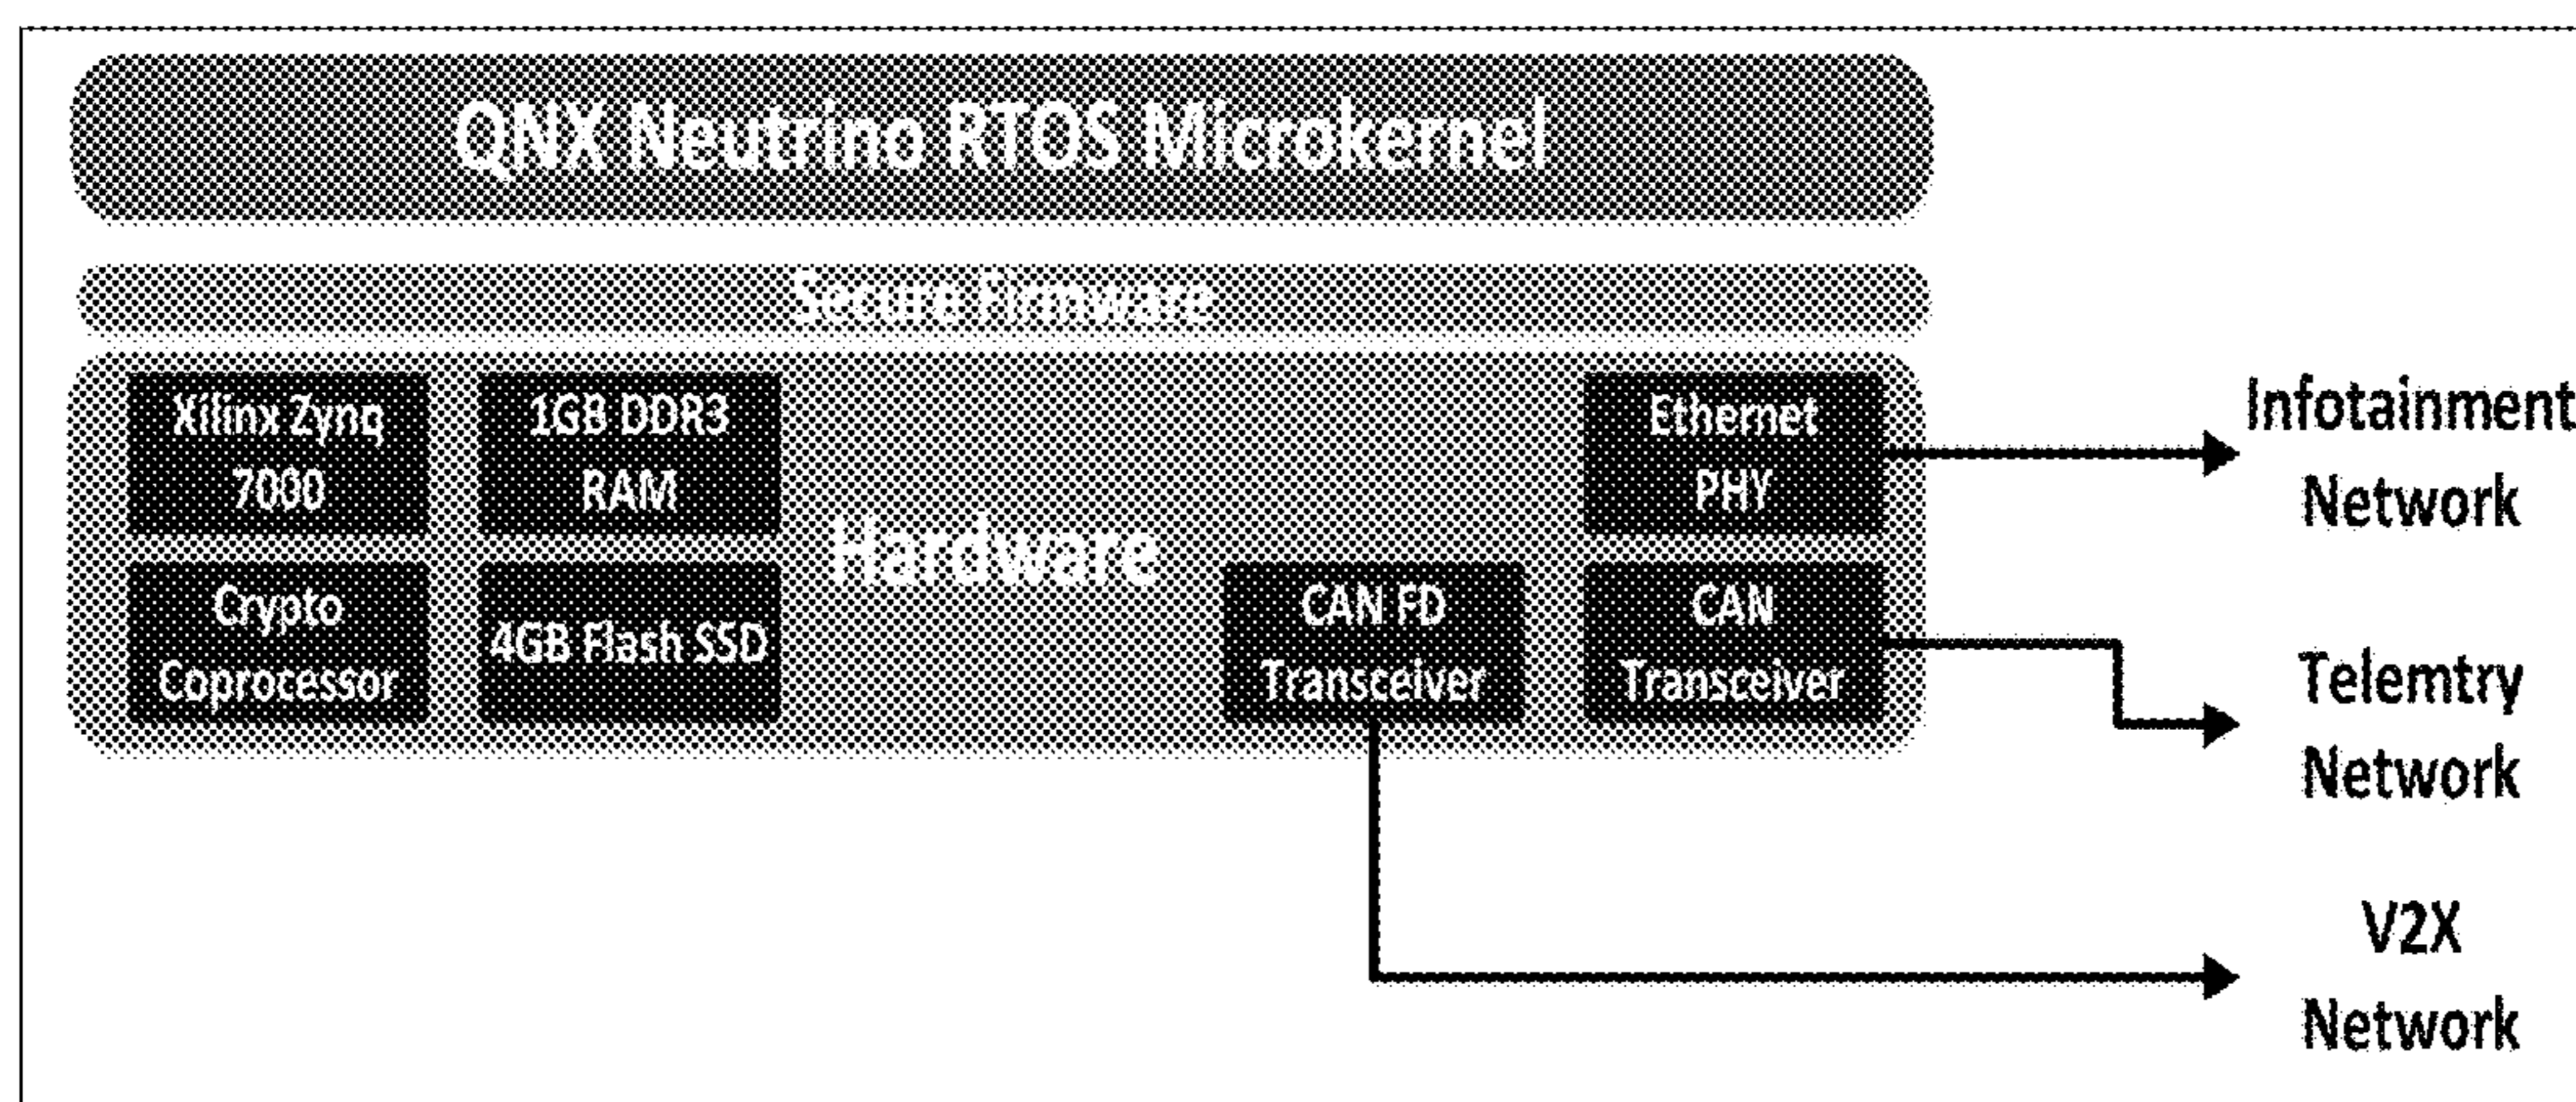 QNX Neutrino RTOS Microkernel
Secure Firmware
Xilinx Zynq
7000
1GB DDR3
RAM
Ethernet
PHY
Infotainment
Network
Hardware
Crypto
Coprocessor
4GB Flash SSD
CAN FD
Transceiver
CAN
Transceiver
Telemtry
Network
V2X
Network